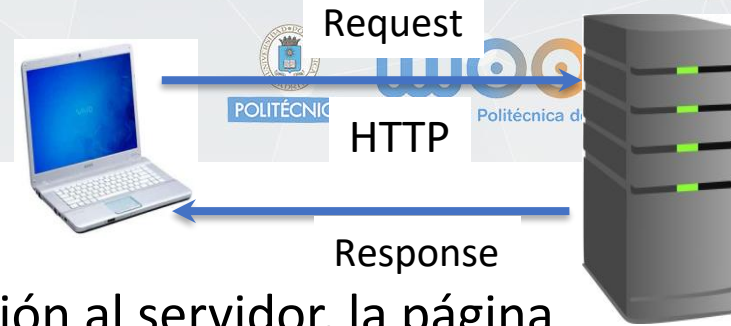 Request
POLITÉCNIC
HTTP
Politécnica d
Response
ión al servidor, la página